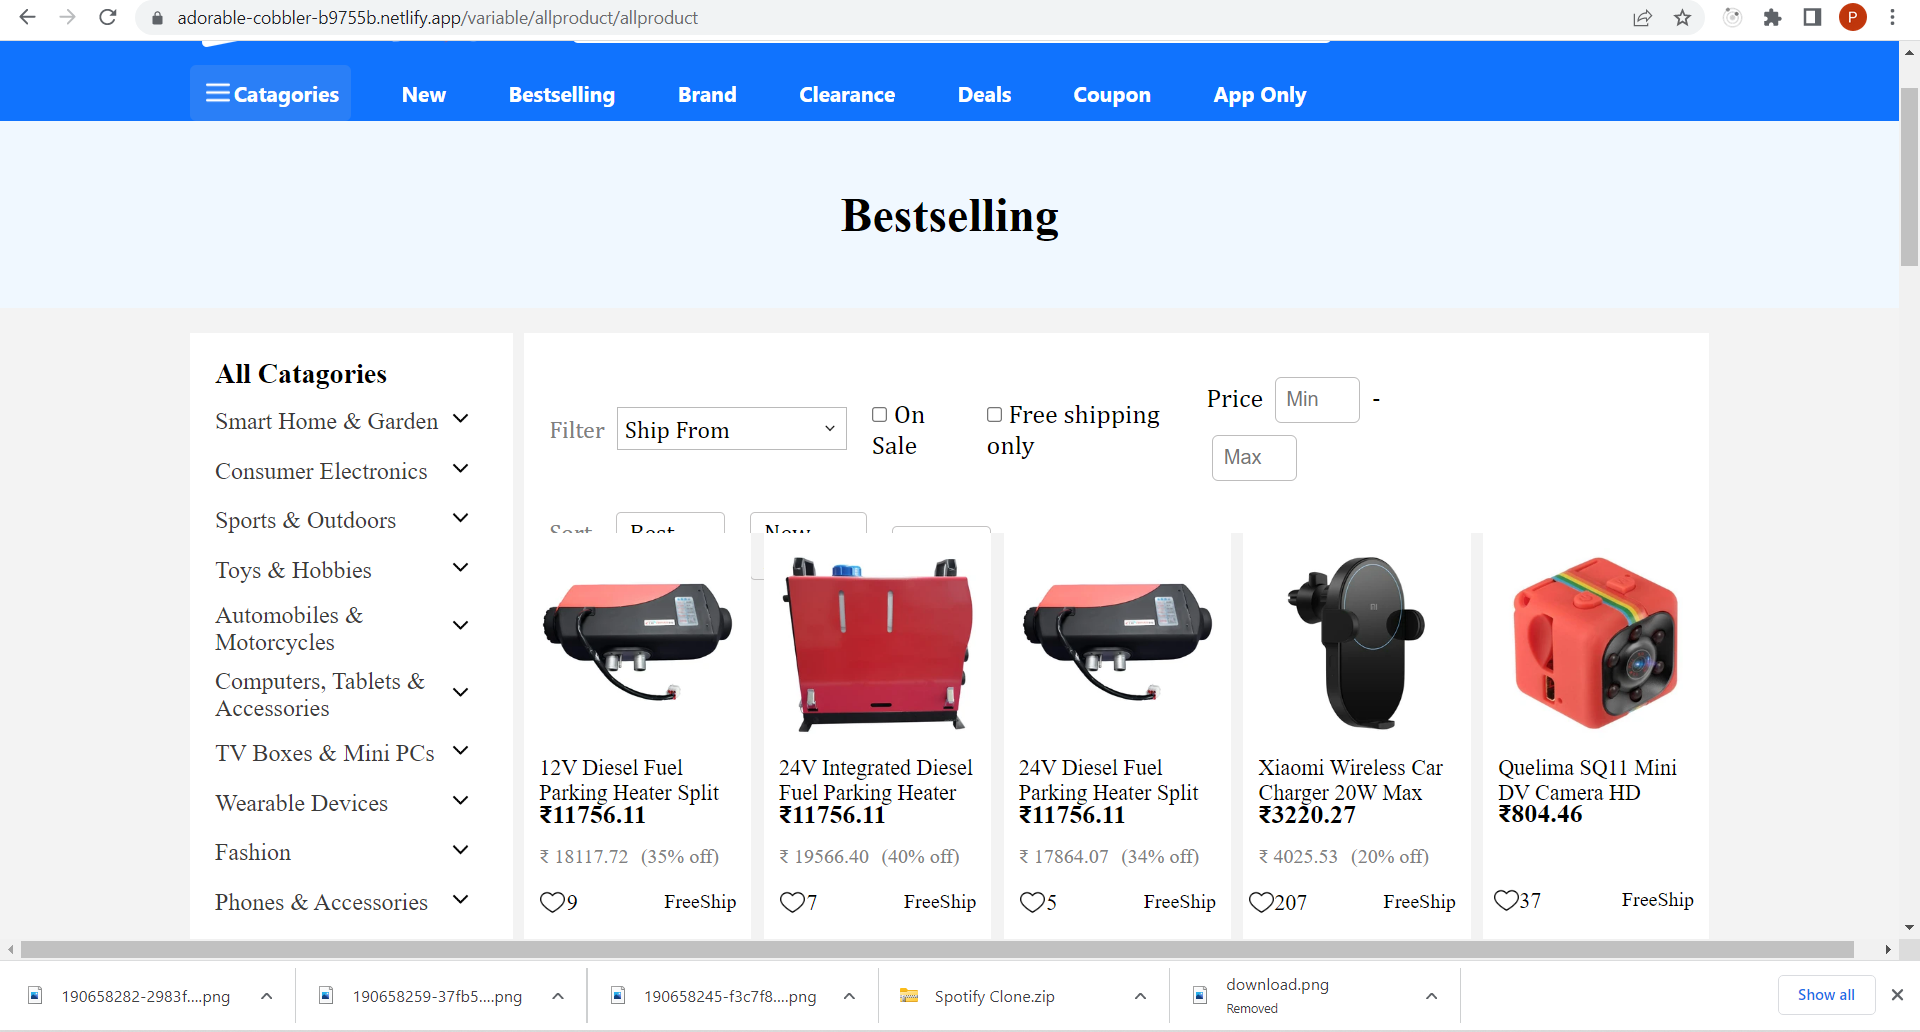 adorable-cobbler-b9755b.netlify.app/variable/allproduct/allproduct
P
Catagories New Bestselling Brand Clearance Deals Coupon App Only
Bestselling
All Catagories
Smart Home & Garden
Consumer Electronics
Sports & Outdoors
Toys & Hobbies
Automobiles &
Motorcycles
Computers, Tablets &
Accessories
TV Boxes & Mini PCs
Wearable Devices
Fashion
Phones & Accessories
Filter Ship From
On
Sale
Free shipping
only
Price Min -
Max
Sort Best New
12V Diesel Fuel
Parking Heater Split
₹11756.11
₹ 18117.72 (35% off)
9 FreeShip
24V Integrated Diesel
Fuel Parking Heater
₹11756.11
₹ 19566.40 (40% off)
7 FreeShip
24V Diesel Fuel
Parking Heater Split
₹11756.11
₹ 17864.07 (34% off)
5 FreeShip
Xiaomi Wireless Car
Charger 20W Max
₹3220.27
₹ 4025.53 (20% off)
207 FreeShip
Quelima SQ11 Mini
DV Camera HD
₹804.46
37 FreeShip
190658282-2983f....png
190658259-37fb5....png
190658245-f3c7f8....png
Spotify Clone.zip
download.png
Removed
Show all